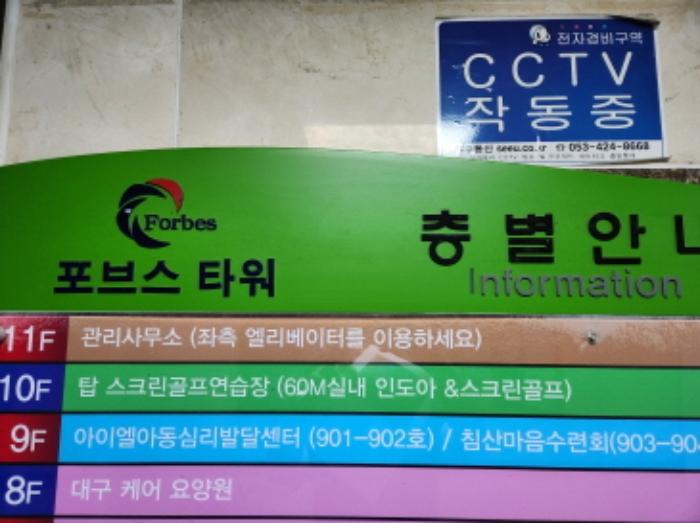 전자경비구역
CCTV
작동중
seeu.co.kr ☎ 053-424-8668
Forbes
포브스 타워
층별안
Information
11F 관리사무소 (좌측 엘리베이터를 이용하세요)
10F 탑 스크린골프연습장 (60M실내 인도아 &스크린골프)
9F 아이엘아동심리발달센터 (901-902호) / 침산마음수련회(903-904
8F 대구 케어 요양원